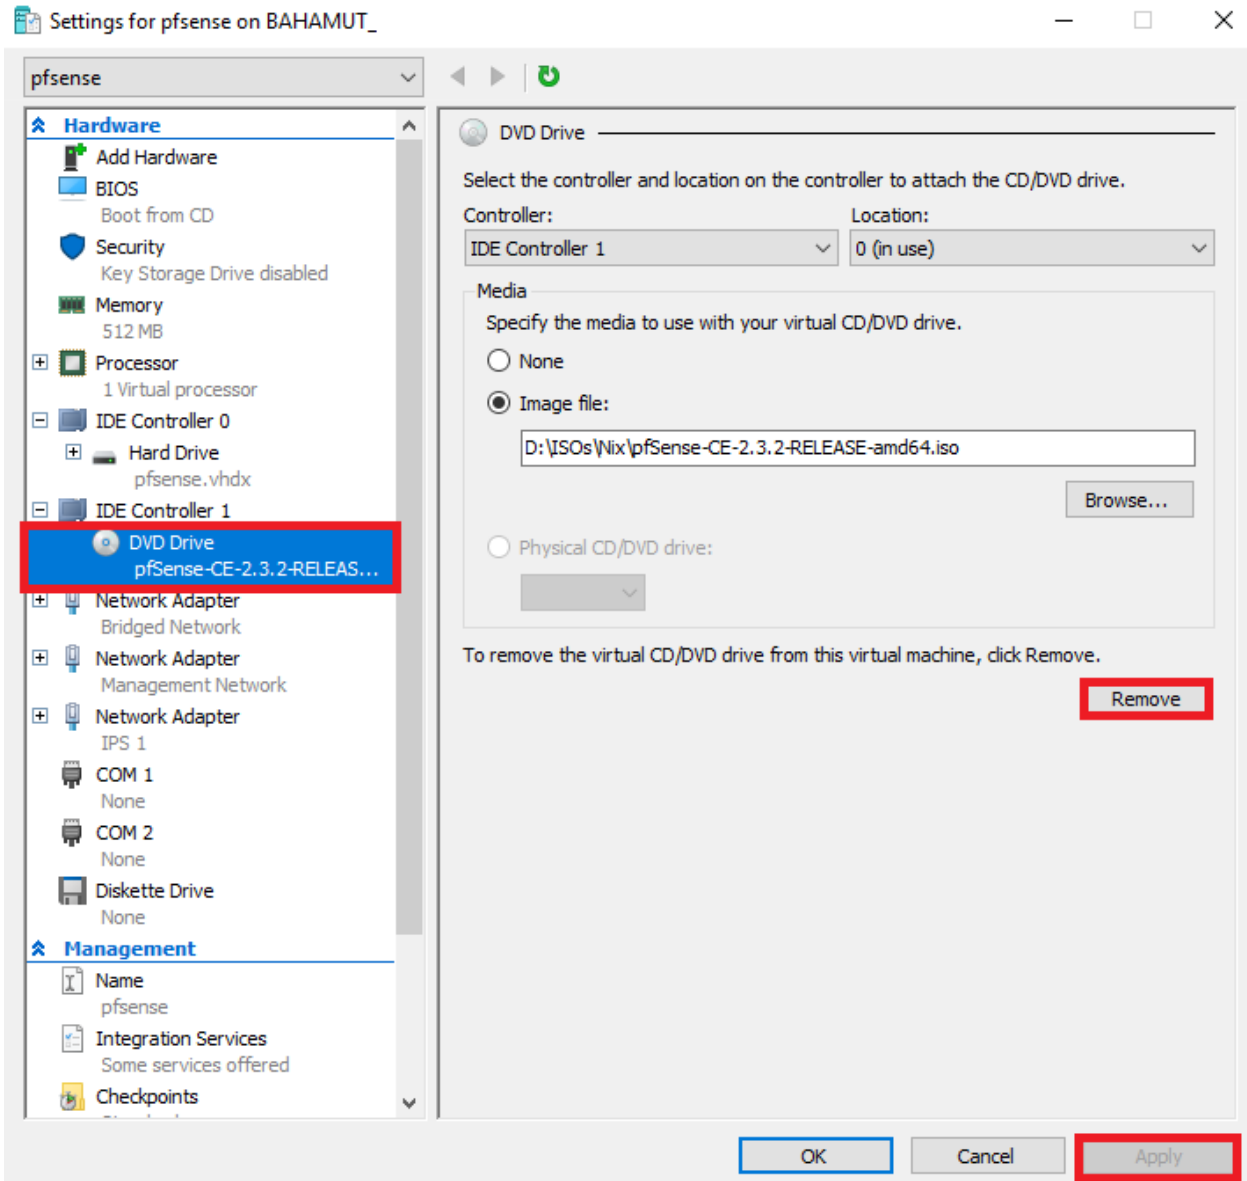 Settings for pfsense on BAHAMUT_
pfsense
Hardware
Add Hardware
BIOS
Boot from CD
Security
Key Storage Drive disabled
Memory
512 MB
Processor
1 Virtual processor
IDE Controller 0
Hard Drive
pfsense.vhdx
IDE Controller 1
DVD Drive
pfSense-CE-2.3.2-RELEAS...
Network Adapter
Bridged Network
Network Adapter
Management Network
Network Adapter
IPS 1
COM 1
None
COM 2
None
Diskette Drive
None
Management
Name
pfsense
Integration Services
Some services offered
Checkpoints
DVD Drive
Select the controller and location on the controller to attach the CD/DVD drive.
Controller: Location:
IDE Controller 1 0 (in use)
Media
Specify the media to use with your virtual CD/DVD drive.
None
Image file:
D:\ISOs\Nix\pfSense-CE-2.3.2-RELEASE-amd64.iso
Browse...
Physical CD/DVD drive:
To remove the virtual CD/DVD drive from this virtual machine, click Remove.
Remove
OK Cancel Apply